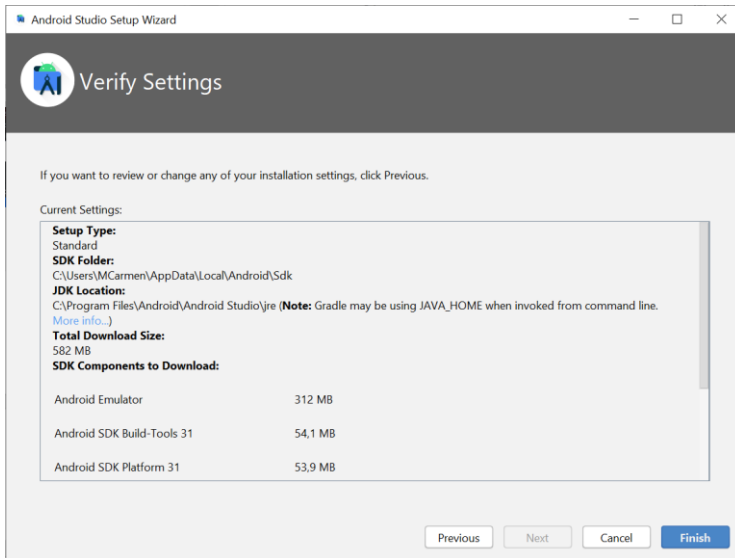 Android Studio Setup Wizard
Verify Settings
If you want to review or change any of your installation settings, click Previous.
Current Settings:
Setup Type:
Standard
SDK Folder:
C:\Users\MCarmen\AppData\Local\Android\Sdk
JDK Location:
C:\Program Files\Android\Android Studio\jre (Note: Gradle may be using JAVA_HOME when invoked from command line.
More info...)
Total Download Size:
582 MB
SDK Components to Download:
Android Emulator 312 MB
Android SDK Build-Tools 31 54,1 MB
Android SDK Platform 31 53,9 MB
Previous Next Cancel Finish